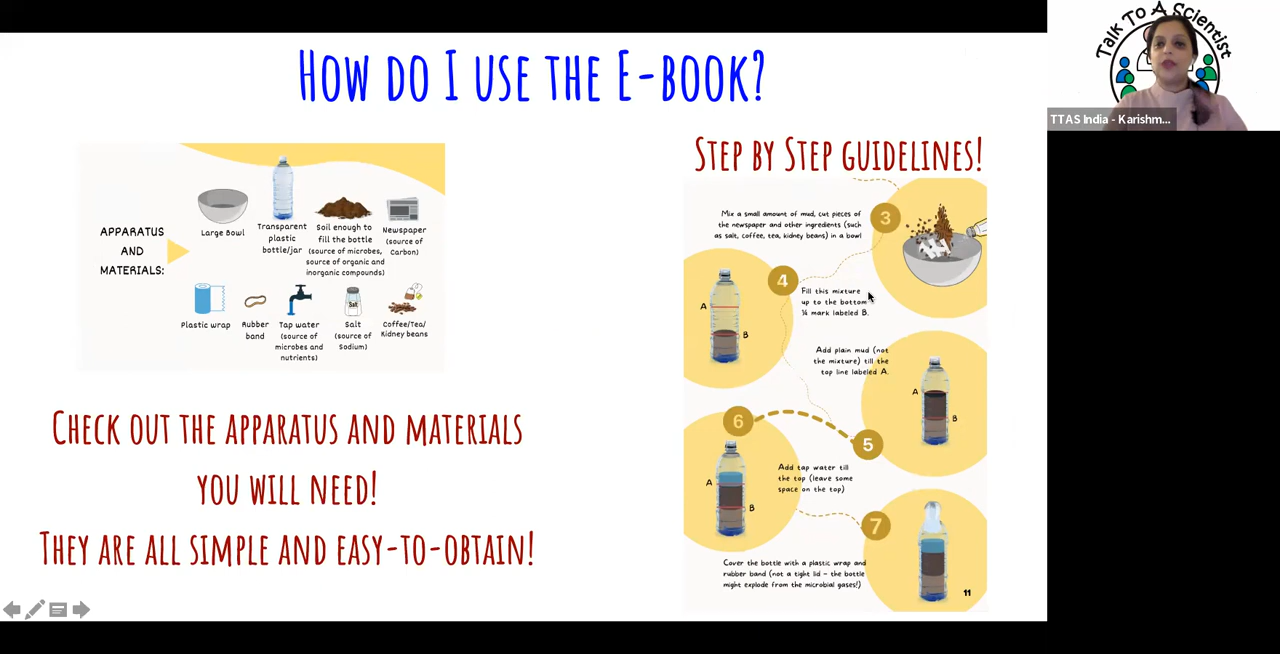 HOW DO I USE THE E-BOOK?
Talk To A Scientist
TTAS India - Karishm...
STEP BY STEP GUIDELINES!
APPARATUS
AND
MATERIALS:
Large Bowl
Transparent
plastic
bottle/jar
Soil enough to
fill the bottle
(source of microbes,
source of organic and
inorganic compounds)
Newspaper
(source of
Carbon)
Plastic wrap
Rubber
band
Tap water
(source of
microbes and
nutrients)
Salt
Salt
(source of
Sodium)
Coffee/Tea/
Kidney beans
CHECK OUT THE APPARATUS AND MATERIALS
YOU WILL NEED!
THEY ARE ALL SIMPLE AND EASY-TO-OBTAIN!
3
Mix a small amount of mud, cut pieces of
the newspaper and other ingredients (such
as salt, coffee, tea, kidney beans) in a bowl
4
Fill this mixture
up to the bottom
¼ mark labeled B.
A
B
Add plain mud (not
the mixture) till the
top line labeled A.
A
B
5
6
Add tap water till
the top (leave some
space on the top)
A
B
7
Cover the bottle with a plastic wrap and
rubber band (not a tight lid - the bottle
might explode from the microbial gases!)
11